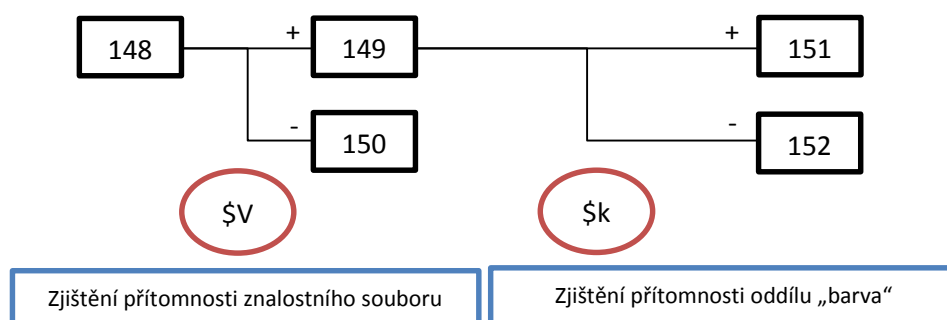 148
+
149
+
151
-
150
-
152
$V
$k
Zjištění přítomnosti znalostního souboru
Zjištění přítomnosti oddílu „barva“